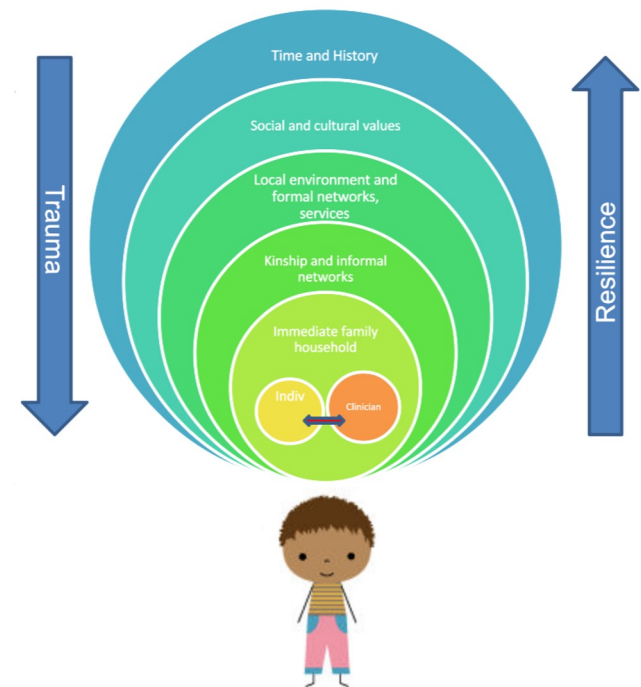 Time and History
Social and cultural values
Local environment and
formal networks,
services
Kinship and informal
networks
Immediate family
household
Indiv
Clinician
Trauma
Resilience